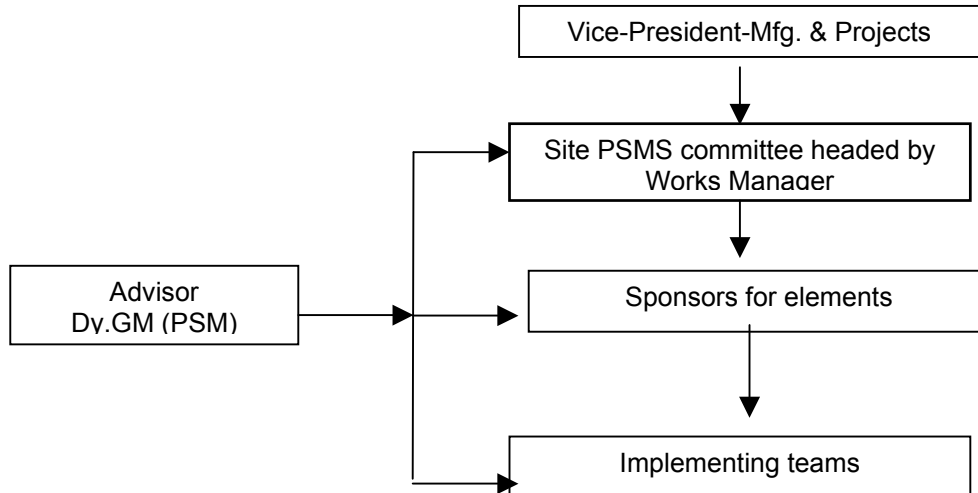 Vice-President-Mfg. & Projects
Site PSMS committee headed by
Works Manager
Advisor
Dy.GM (PSM)
Sponsors for elements
Implementing teams